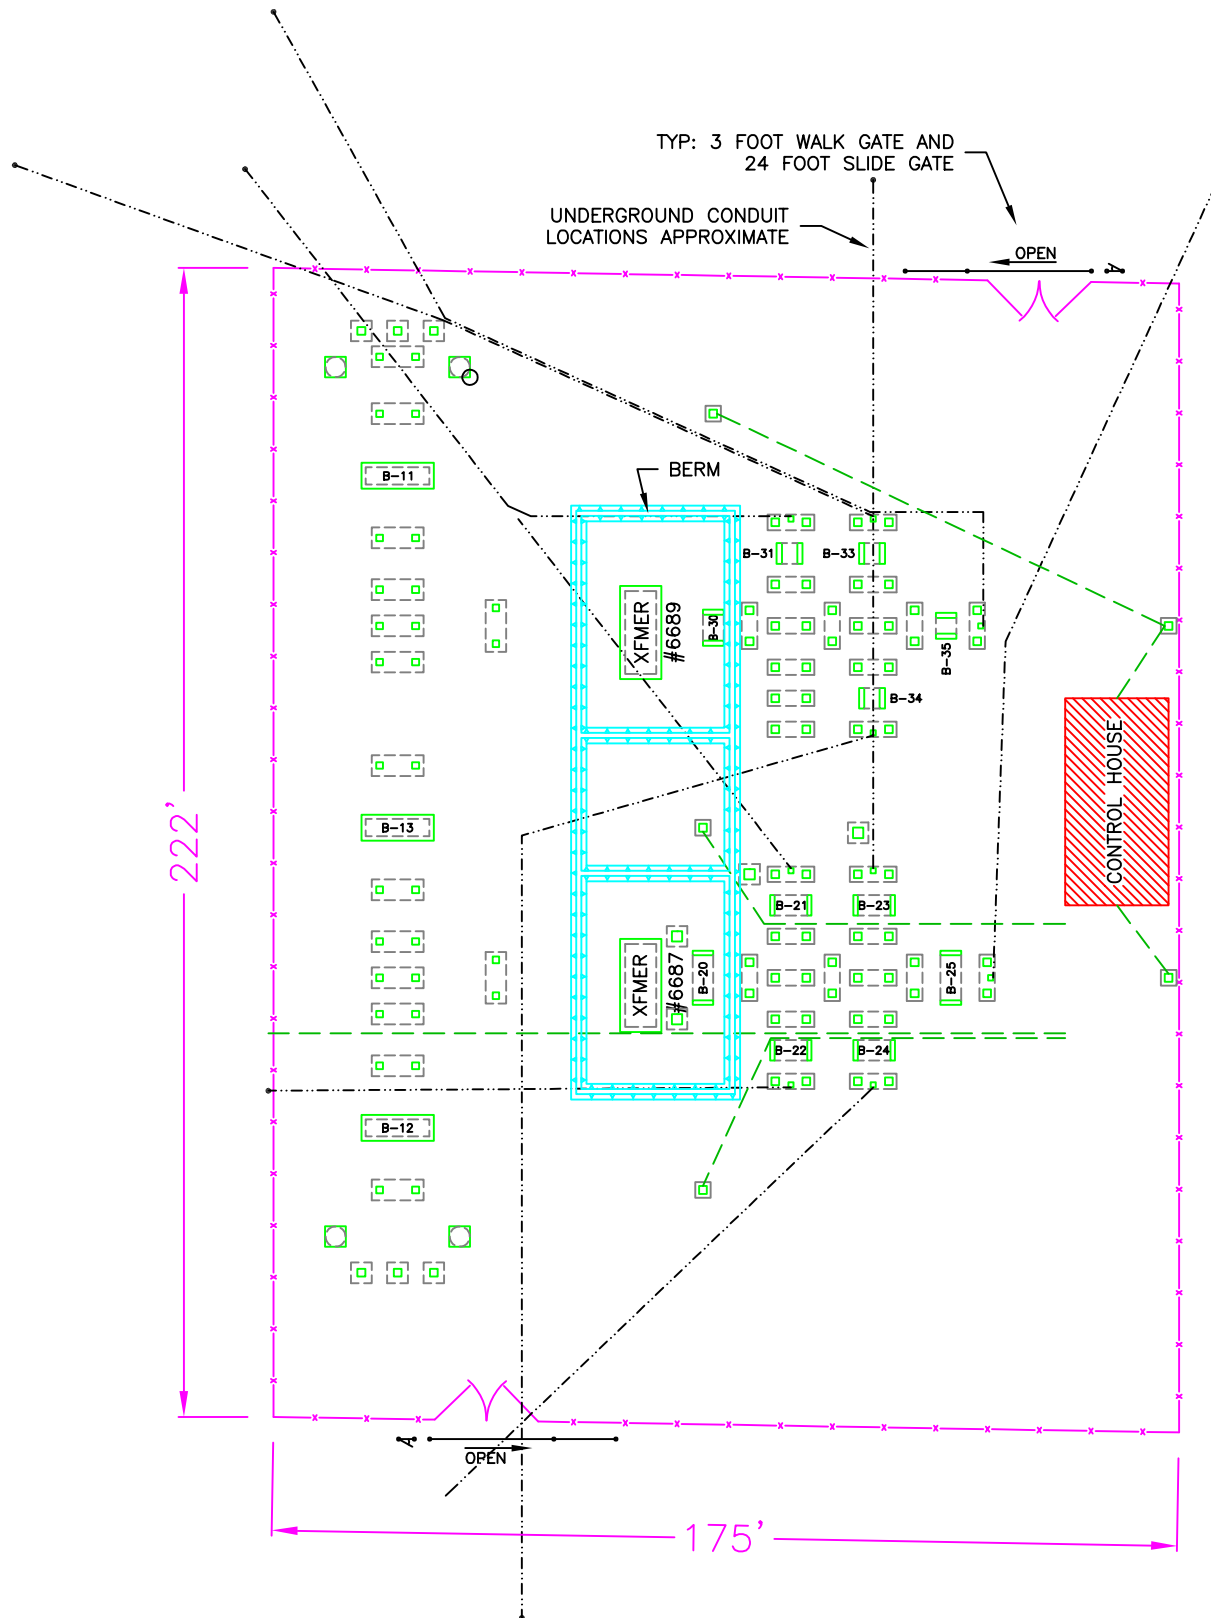 TYP: 3 FOOT WALK GATE AND
24 FOOT SLIDE GATE
UNDERGROUND CONDUIT
LOCATIONS APPROXIMATE
OPEN
A
BERM
B-11
B-31
B-33
XFMER
#6689
B-30
B-35
B-34
CONTROL HOUSE
222'
B-13
B-21
B-23
XFMER
#6687
B-20
B-25
B-22
B-24
B-12
A
OPEN
175'